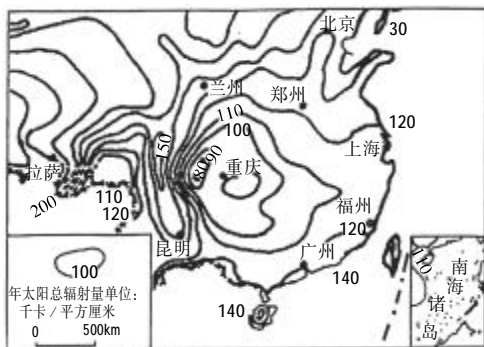 北京
30
兰州
郑州
110
100
150
120
上海
8090
重庆
拉萨
200
110
120
福州
120
昆明
广州
140
140
110
南
海
诸
岛
100
年太阳总辐射量单位:
千卡/平方厘米
0 500km